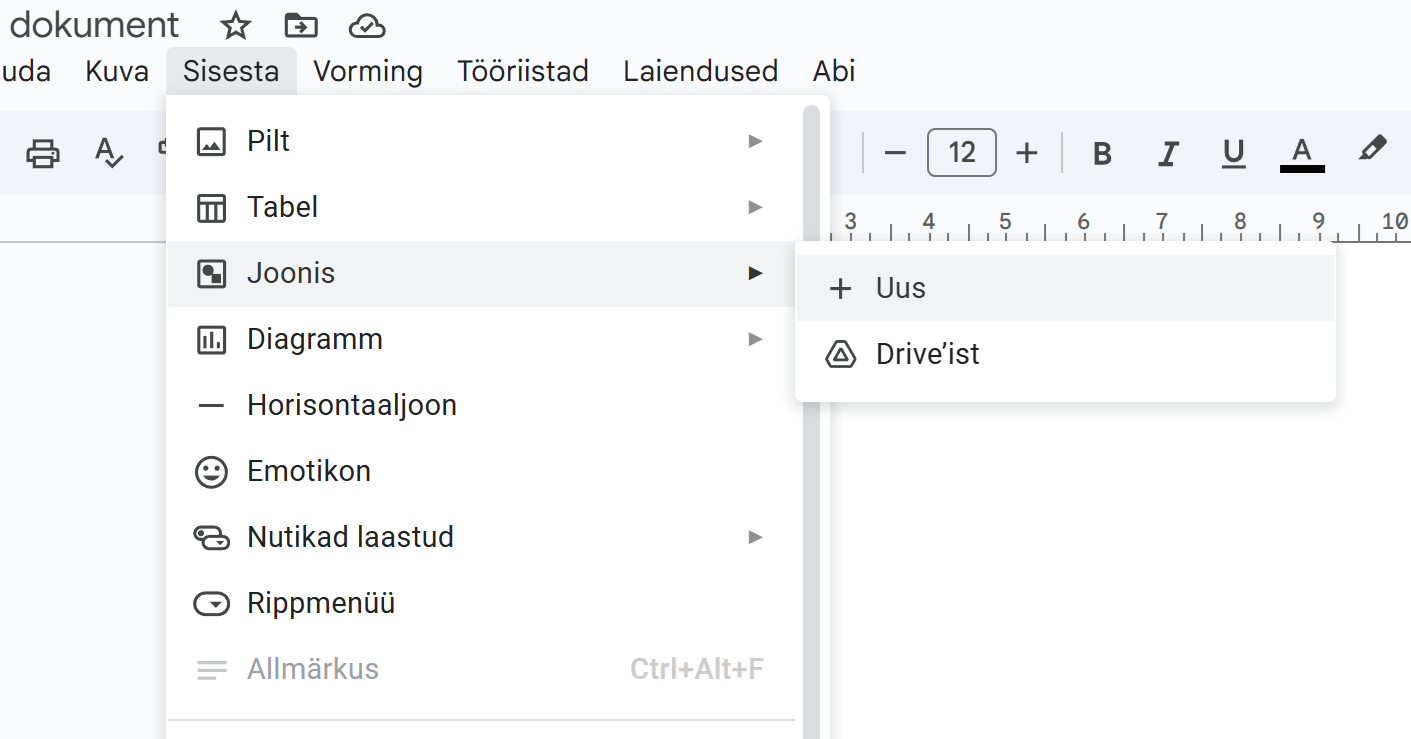 dokument
uda Kuva Sisesta Vorming Tööriistad Laiendused Abi
12 B I U A
3 4 5 6 7 8 9 10
Pilt
Tabel
Joonis
Uus
Drive’ist
Diagramm
Horisontaaljoon
Emotikon
Nutikad laastud
Rippmenüü
Allmärkus Ctrl+Alt+F